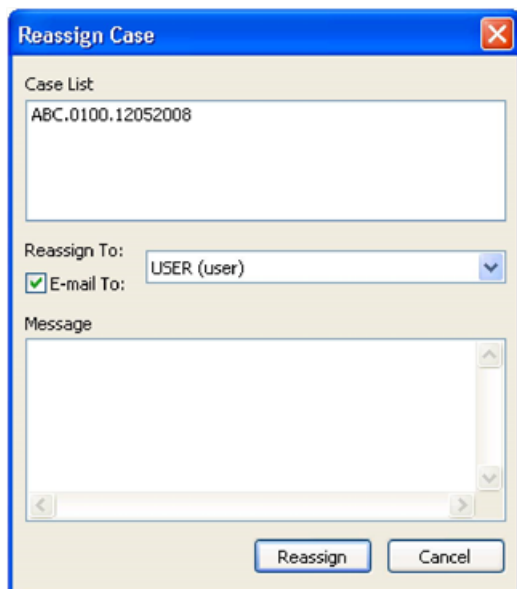 Reassign Case
Case List
ABC.0100.12052008
Reassign To:
USER (user)
E-mail To:
Message
Reassign
Cancel